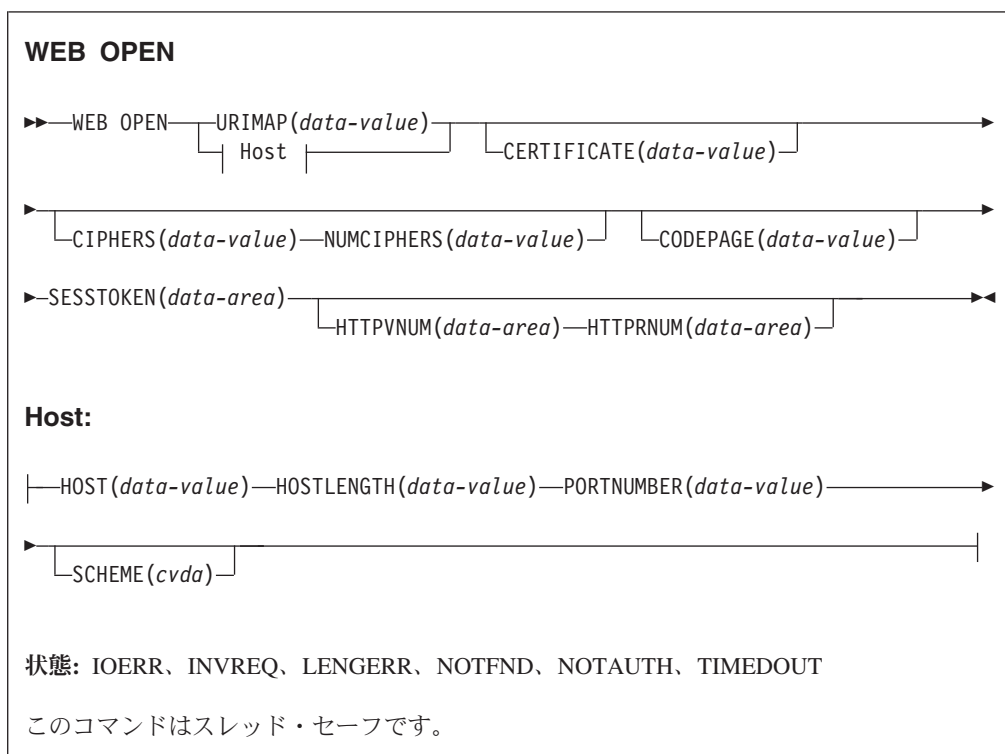 WEB OPEN
WEB OPEN URIMAP(data-value)
Host CERTIFICATE(data-value)
CIPHERS(data-value) NUMCIPHERS(data-value) CODEPAGE(data-value)
SESSTOKEN(data-area)
HTTPVNUM(data-area) HTTPRNUM(data-area)
Host:
HOST(data-value) HOSTLENGTH(data-value) PORTNUMBER(data-value)
SCHEME(cvda)
状態: IOERR、INVREQ、LENGERR、NOTFND、NOTAUTH、TIMEDOUT
このコマンドはスレッド・セーフです。